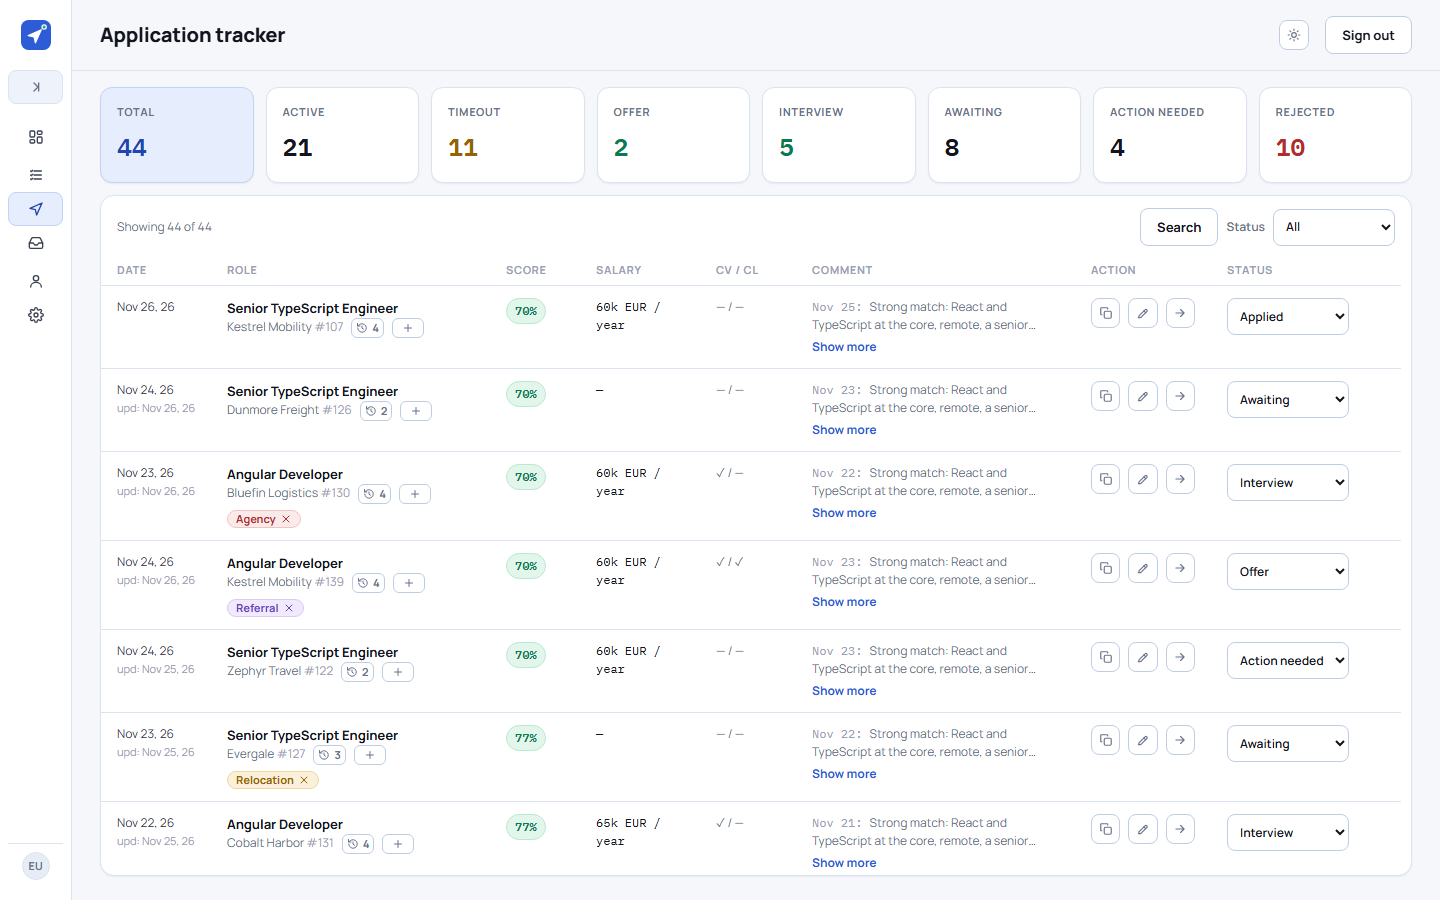 Application tracker
Sign out
TOTAL
44
ACTIVE
21
TIMEOUT
11
OFFER
2
INTERVIEW
5
AWAITING
8
ACTION NEEDED
4
REJECTED
10
Showing 44 of 44
Search
Status
All
DATE ROLE SCORE SALARY CV / CL COMMENT ACTION STATUS
Nov 26, 26
Senior TypeScript Engineer
Kestrel Mobility #107
4
+
70%
60k EUR /
year
— / —
Nov 25: Strong match: React and
TypeScript at the core, remote, a senior...
Show more
Applied
Nov 24, 26
upd: Nov 26, 26
Senior TypeScript Engineer
Dunmore Freight #126
2
+
70%
—
— / —
Nov 23: Strong match: React and
TypeScript at the core, remote, a senior...
Show more
Awaiting
Nov 23, 26
upd: Nov 26, 26
Angular Developer
Bluefin Logistics #130
4
+
Agency ×
70%
60k EUR /
year
✓ / —
Nov 22: Strong match: React and
TypeScript at the core, remote, a senior...
Show more
Interview
Nov 24, 26
upd: Nov 26, 26
Angular Developer
Kestrel Mobility #139
4
+
Referral ×
70%
60k EUR /
year
✓ / ✓
Nov 23: Strong match: React and
TypeScript at the core, remote, a senior...
Show more
Offer
Nov 24, 26
upd: Nov 25, 26
Senior TypeScript Engineer
Zephyr Travel #122
2
+
70%
60k EUR /
year
— / —
Nov 23: Strong match: React and
TypeScript at the core, remote, a senior...
Show more
Action needed
Nov 23, 26
upd: Nov 25, 26
Senior TypeScript Engineer
Evergale #127
3
+
Relocation ×
77%
—
— / —
Nov 22: Strong match: React and
TypeScript at the core, remote, a senior...
Show more
Awaiting
Nov 22, 26
upd: Nov 25, 26
Angular Developer
Cobalt Harbor #131
4
+
77%
65k EUR /
year
✓ / —
Nov 21: Strong match: React and
TypeScript at the core, remote, a senior...
Show more
Interview
EU